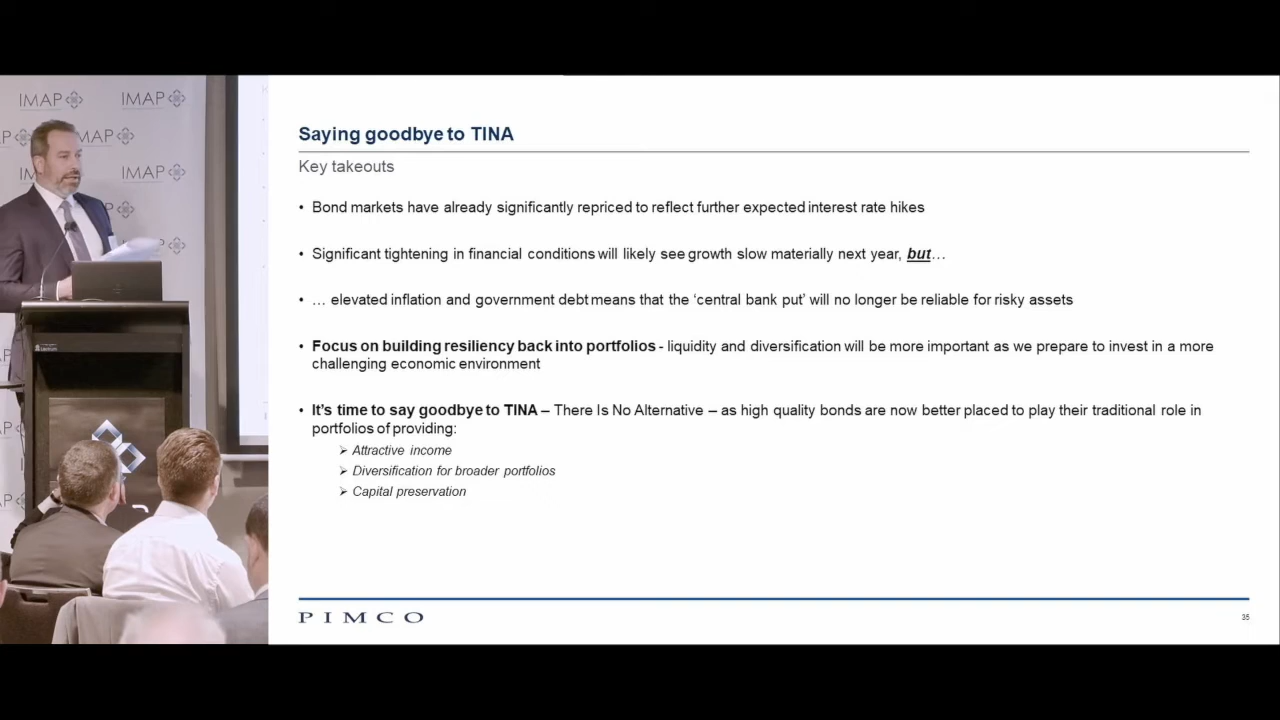 IMAP
IMAP
IMAP
IMAP
Saying goodbye to TINA
Key takeouts
• Bond markets have already significantly repriced to reflect further expected interest rate hikes
• Significant tightening in financial conditions will likely see growth slow materially next year, but…
• … elevated inflation and government debt means that the ‘central bank put’ will no longer be reliable for risky assets
• Focus on building resiliency back into portfolios - liquidity and diversification will be more important as we prepare to invest in a more
challenging economic environment
• It’s time to say goodbye to TINA – There Is No Alternative – as high quality bonds are now better placed to play their traditional role in
portfolios of providing:
➢ Attractive income
➢ Diversification for broader portfolios
➢ Capital preservation
PIMCO
35